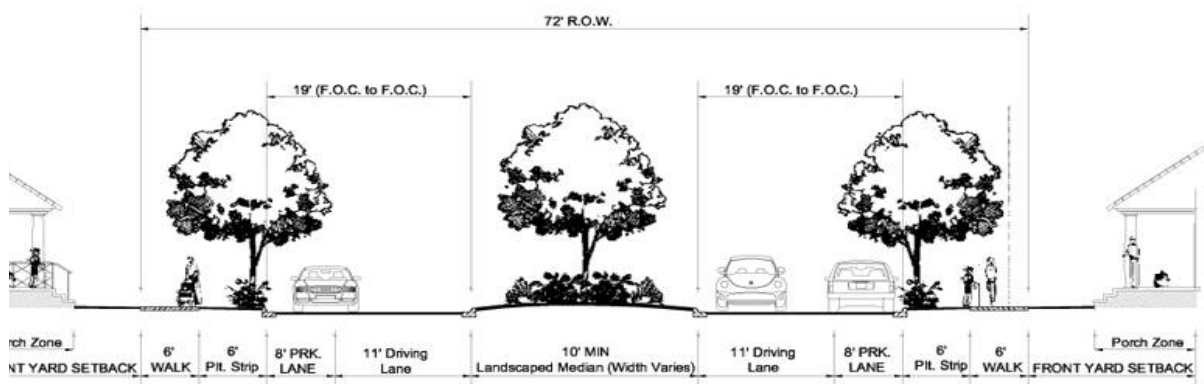 72' R.O.W.
19' (F.O.C. to F.O.C.)
19' (F.O.C. to F.O.C.)
rch Zone
NT YARD SETBACK
6'
WALK
6'
Plt. Strip
8' PRK.
LANE
11' Driving
Lane
10' MIN
Landscaped Median (Width Varies)
11' Driving
Lane
8' PRK.
LANE
6'
Plt. Strip
6'
WALK
Porch Zone
FRONT YARD SETBACK